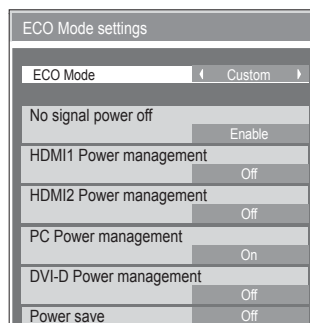 ECO Mode settings
ECO Mode Custom
No signal power off
Enable
HDMI1 Power management
Off
HDMI2 Power management
Off
PC Power management
On
DVI-D Power management
Off
Power save Off